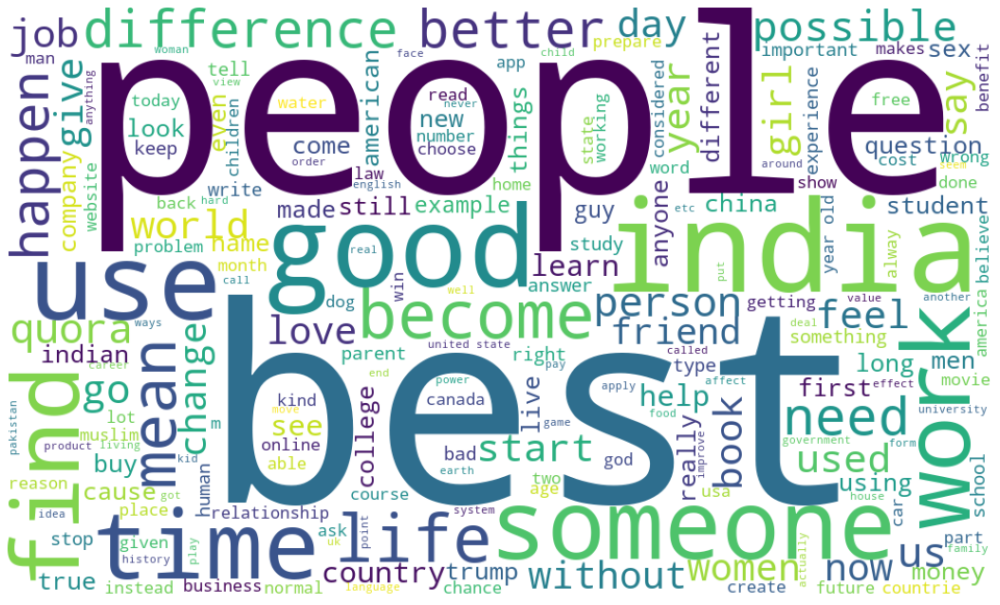 job
difference
better
day
possible
people
man
woman
face
app
child
prepare
important
makes
sex
benefit
happen
give
anything
tell
view
today
look
keep
even
children
water
come
order
american
read
new
number
choose
never
things
state
working
considered
year
different
girl
experience
free
say
question
cost
wrong
seem
company
website
write
law
english
home
word
around
show
done
back
hard
made
still
example
guy
anyone
etc
china
year old
student
world
name
problem
month
call
good
real
learn
study
india
alway
believer
use
win
well
answer
put
become
person
getting
value
another
quora
ways
love
dog
friend
feel
deal
something
america
find
indian
career
mean
change
parent
united state
right
called
type
long
men
movie
go
lot
m
best
end
power
pay
apply
help
affect
first
effect
work
pakistan
muslim
kind
move
see
online
able
college
canada
live
game
food
book
need
university
product
living
buy
kid
bad
start
god
really
improve
government
used
form
school
reason
cause
got
human
earth
two
age
usa
using
house
idea
place
relationship
course
system
car
stop
time
life
ask
point
someone
part
family
given
play
history
uk
us
true
instead
business
normal
country
language
trump
chance
without
women
create
actually
now
future
money
countrie